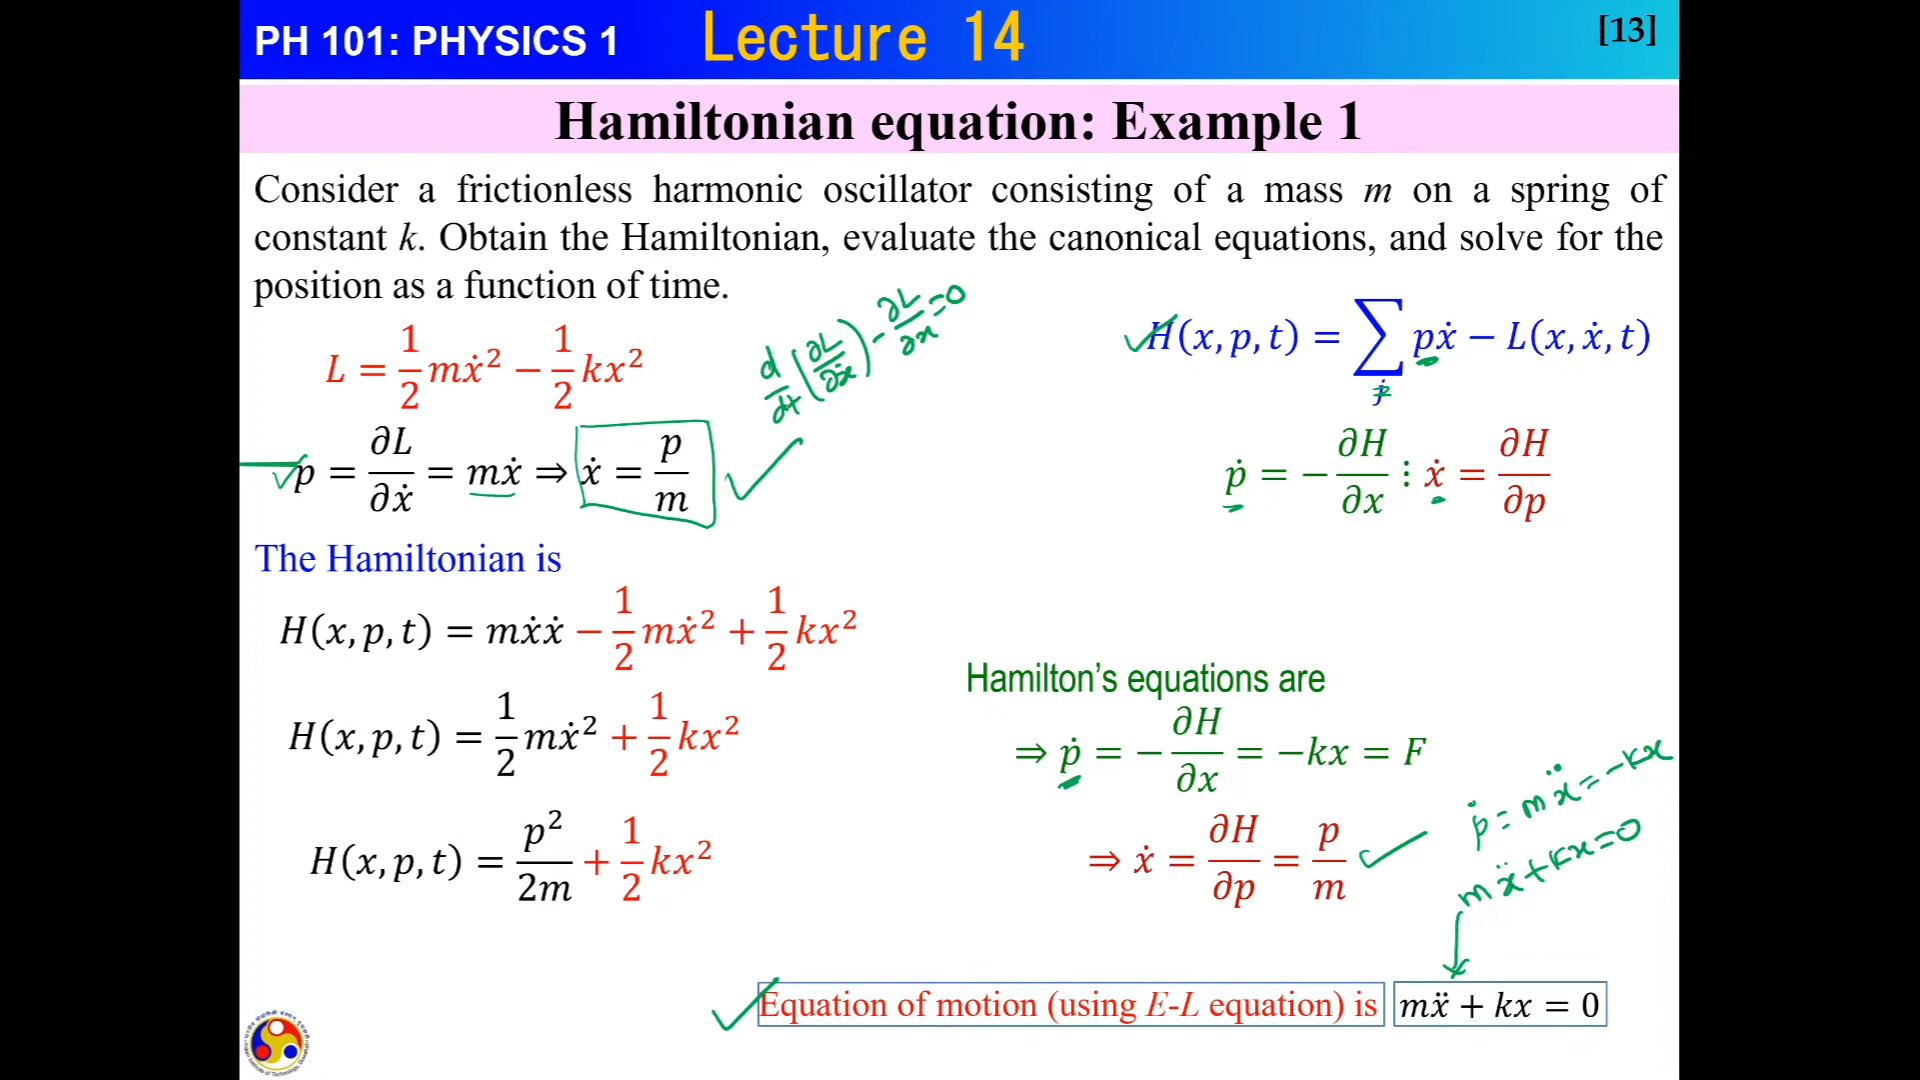 PH 101: PHYSICS 1 Lecture 14 [13]
Hamiltonian equation: Example 1
Consider a frictionless harmonic oscillator consisting of a mass m on a spring of
constant k. Obtain the Hamiltonian, evaluate the canonical equations, and solve for the
position as a function of time.
L = 1/2 mẋ² − 1/2 kx²
d/dt (∂L/∂ẋ) − ∂L/∂x = 0
H(x, p, t) = ∑ pẋ − L(x, ẋ, t)
p = ∂L/∂ẋ = mẋ ⇒ ẋ = p/m
ṗ = −∂H/∂x ⋮ ẋ = ∂H/∂p
The Hamiltonian is
H(x, p, t) = mẋẋ − 1/2 mẋ² + 1/2 kx²
H(x, p, t) = 1/2 mẋ² + 1/2 kx²
H(x, p, t) = p²/2m + 1/2 kx²
Hamilton's equations are
⇒ ṗ = −∂H/∂x = −kx = F
⇒ ẋ = ∂H/∂p = p/m
ṗ = mẍ = −kx
mẍ + kx = 0
Equation of motion (using E-L equation) is mẍ + kx = 0